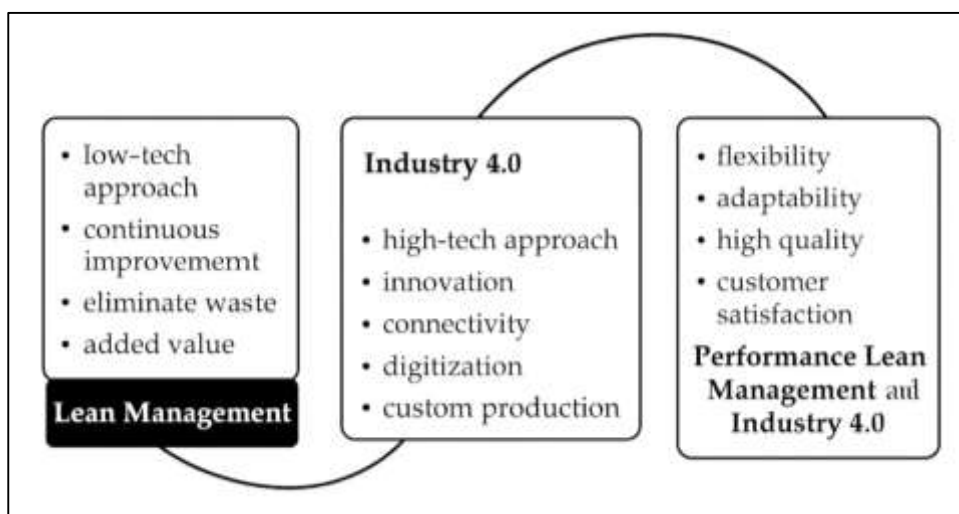 • low-tech
approach
• continuous
improvememt
• eliminate waste
• added value
Lean Management
Industry 4.0
• high-tech approach
• innovation
• connectivity
• digitization
• custom production
• flexibility
• adaptability
• high quality
• customer
satisfaction
Performance Lean
Management and
Industry 4.0